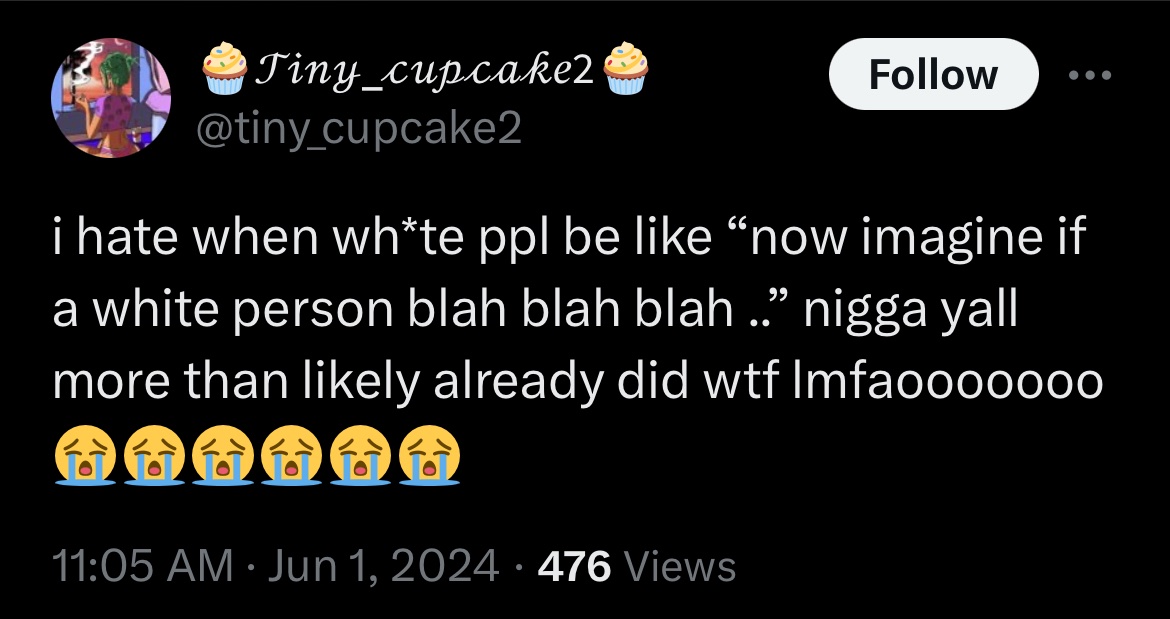 🧁𝒯𝒾𝓃𝓎_𝒸𝓊𝓅𝒸𝒶𝓀𝑒2🧁
Follow
@tiny_cupcake2
i hate when wh*te ppl be like “now imagine if
a white person blah blah blah ..” nigga yall
more than likely already did wtf lmfaooooooo
😭😭😭😭😭😭
11:05 AM · Jun 1, 2024 · 476 Views